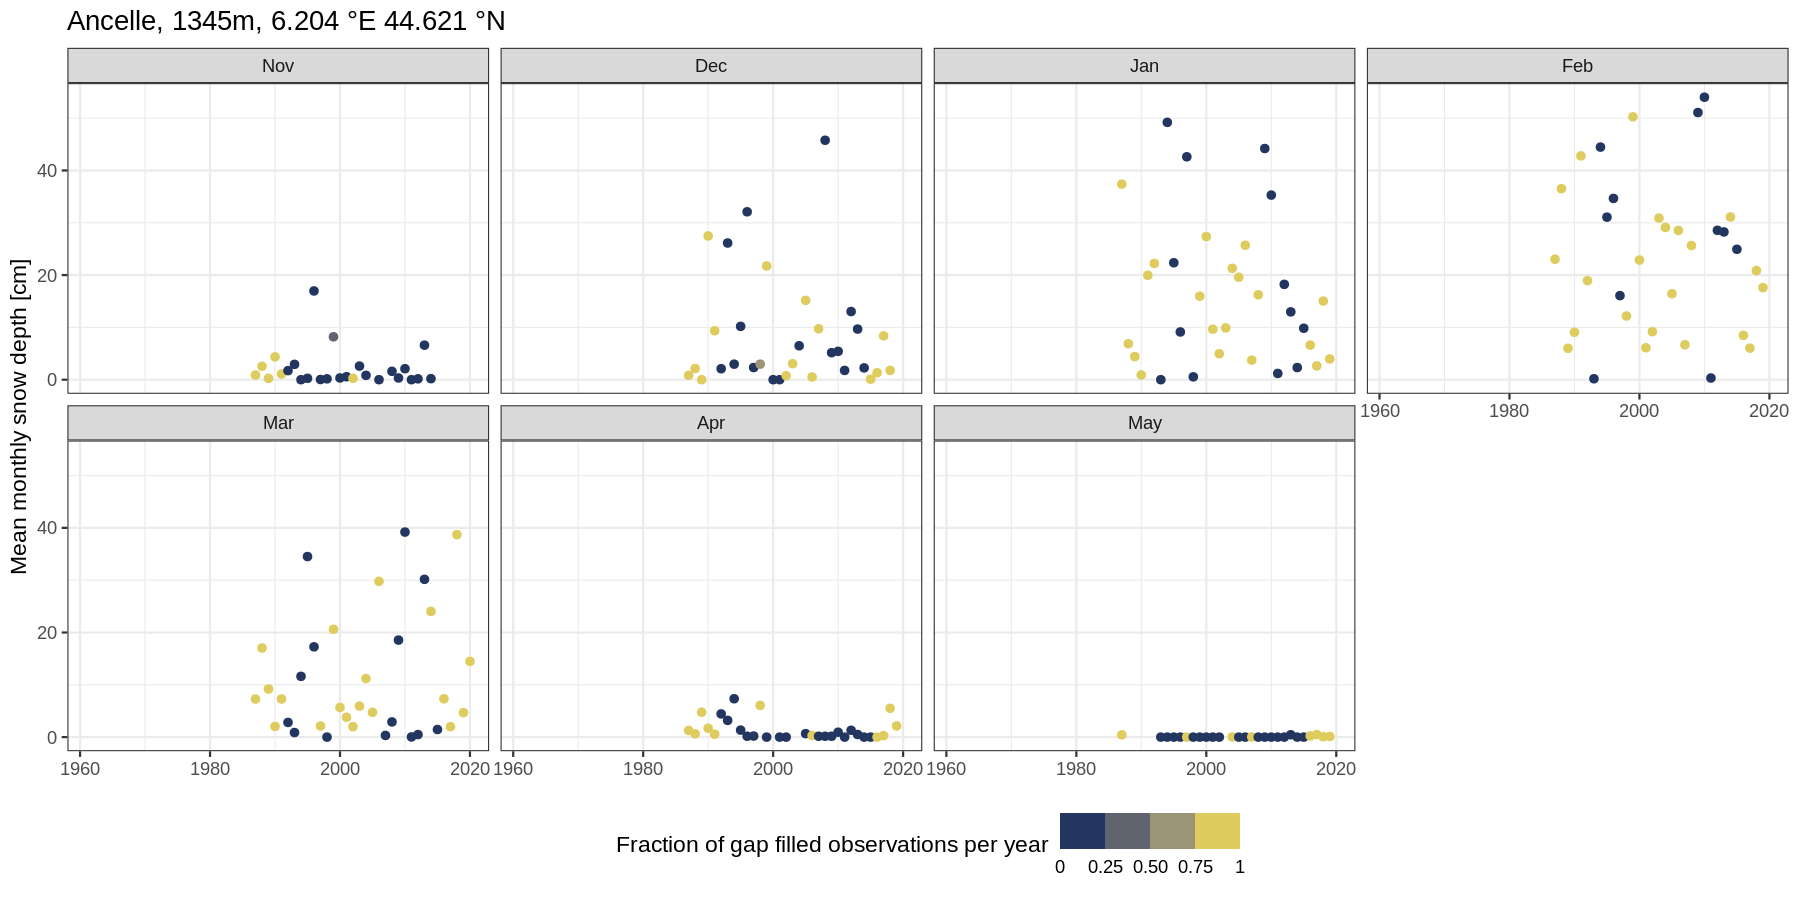 Ancelle, 1345m, 6.204 °E 44.621 °N
Nov
Dec
Jan
Feb
40
20
0
1960 1980 2000 2020
Mar
Apr
May
40
20
0
1960 1980 2000 2020 1960 1980 2000 2020 1960 1980 2000 2020
Mean monthly snow depth [cm]
Fraction of gap filled observations per year
0 0.25 0.50 0.75 1